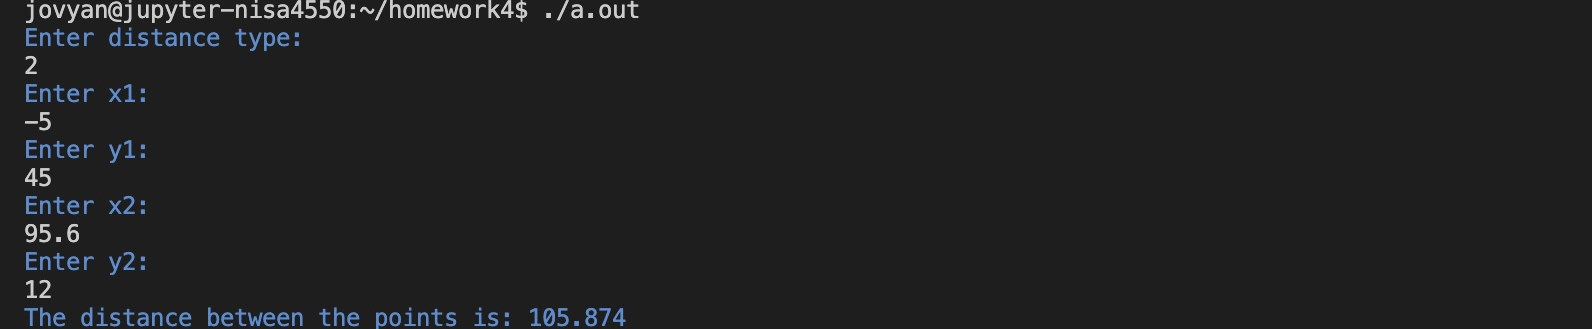 jovyan@jupyter-nisa4550:~/homework4$ ./a.out
Enter distance type:
2
Enter x1:
-5
Enter y1:
45
Enter x2:
95.6
Enter y2:
12
The distance between the points is: 105.874